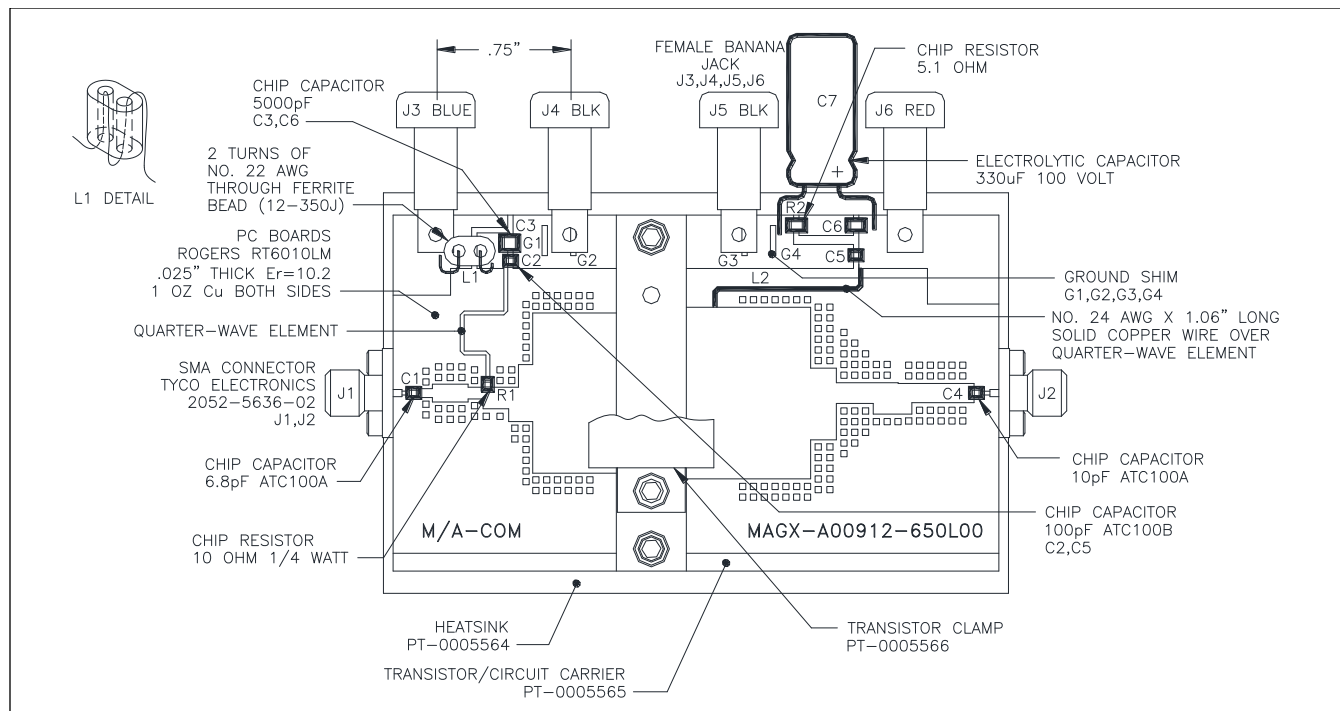 .75"
FEMALE BANANA
JACK
J3,J4,J5,J6
CHIP RESISTOR
5.1 OHM
CHIP CAPACITOR
5000pF
C3,C6
J3 BLUE
J4 BLK
J5 BLK
C7
J6 RED
+
L1 DETAIL
2 TURNS OF
NO. 22 AWG
THROUGH FERRITE
BEAD (12-350J)
ELECTROLYTIC CAPACITOR
330uF 100 VOLT
PC BOARDS
ROGERS RT6010LM
.025" THICK Er=10.2
1 OZ Cu BOTH SIDES
C3
G1
C2
L1
G2
G3
G4
R2
C6
C5
L2
GROUND SHIM
G1,G2,G3,G4
QUARTER-WAVE ELEMENT
NO. 24 AWG X 1.06" LONG
SOLID COPPER WIRE OVER
QUARTER-WAVE ELEMENT
SMA CONNECTOR
TYCO ELECTRONICS
2052-5636-02
J1,J2
J1
C1
R1
C4
J2
CHIP CAPACITOR
6.8pF ATC100A
CHIP CAPACITOR
10pF ATC100A
CHIP RESISTOR
10 OHM 1/4 WATT
M/A-COM
MAGX-A00912-650L00
CHIP CAPACITOR
100pF ATC100B
C2,C5
HEATSINK
PT-0005564
TRANSISTOR CLAMP
PT-0005566
TRANSISTOR/CIRCUIT CARRIER
PT-0005565